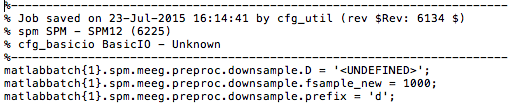 %-----------------------------------------------------------------------
% Job saved on 23-Jul-2015 16:14:41 by cfg_util (rev $Rev: 6134 $)
% spm SPM - SPM12 (6225)
% cfg_basicio BasicIO - Unknown
%-----------------------------------------------------------------------
matlabbatch{1}.spm.meeg.preproc.downsample.D = '<UNDEFINED>';
matlabbatch{1}.spm.meeg.preproc.downsample.fsample_new = 1000;
matlabbatch{1}.spm.meeg.preproc.downsample.prefix = 'd';